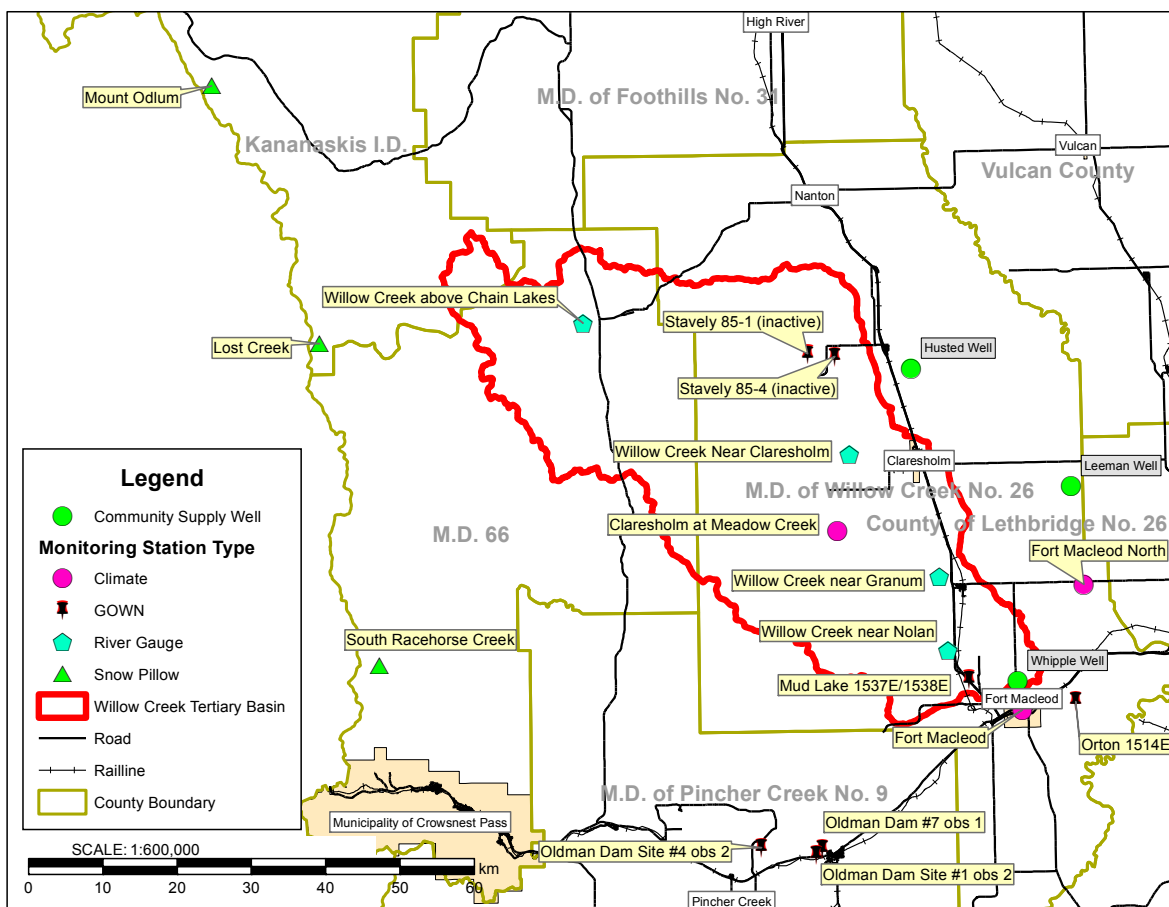 High River
Mount Odlum
M.D. of Foothills No. 31
Kananaskis I.D.
Vulcan
Vulcan County
Nanton
Willow Creek above Chain Lakes
Stavely 85-1 (inactive)
Lost Creek
Husted Well
Stavely 85-4 (inactive)
Willow Creek Near Claresholm
Claresholm
Leeman Well
M.D. of Willow Creek No. 26
Claresholm at Meadow Creek
County of Lethbridge No. 26
M.D. 66
Fort Macleod North
Willow Creek near Granum
South Racehorse Creek
Willow Creek near Nolan
Whipple Well
Mud Lake 1537E/1538E
Fort Macleod
Fort Macleod
Orton 1514E
M.D. of Pincher Creek No. 9
Municipality of Crowsnest Pass
Oldman Dam #7 obs 1
Oldman Dam Site #4 obs 2
Oldman Dam Site #1 obs 2
Pincher Creek
Legend
Community Supply Well
Monitoring Station Type
Climate
GOWN
River Gauge
Snow Pillow
Willow Creek Tertiary Basin
Road
Railline
County Boundary
SCALE: 1:600,000
km
0 10 20 30 40 50 60